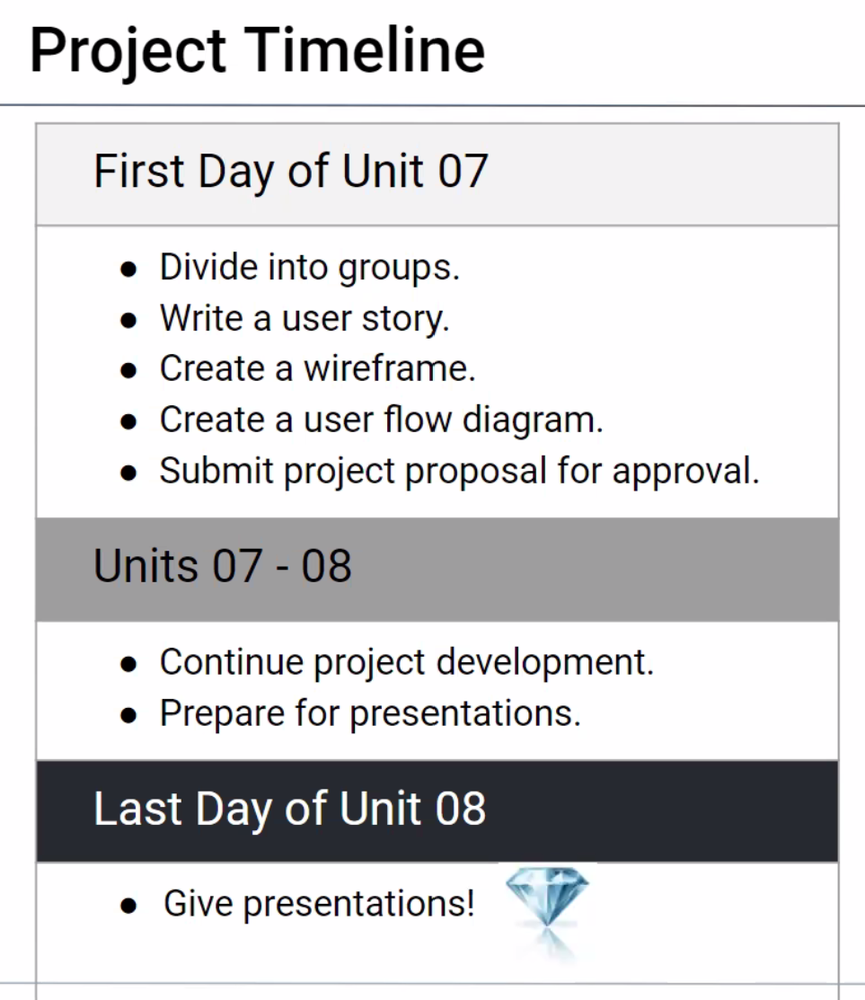 Project Timeline
First Day of Unit 07
● Divide into groups.
● Write a user story.
● Create a wireframe.
● Create a user flow diagram.
● Submit project proposal for approval.
Units 07 - 08
● Continue project development.
● Prepare for presentations.
Last Day of Unit 08
● Give presentations!